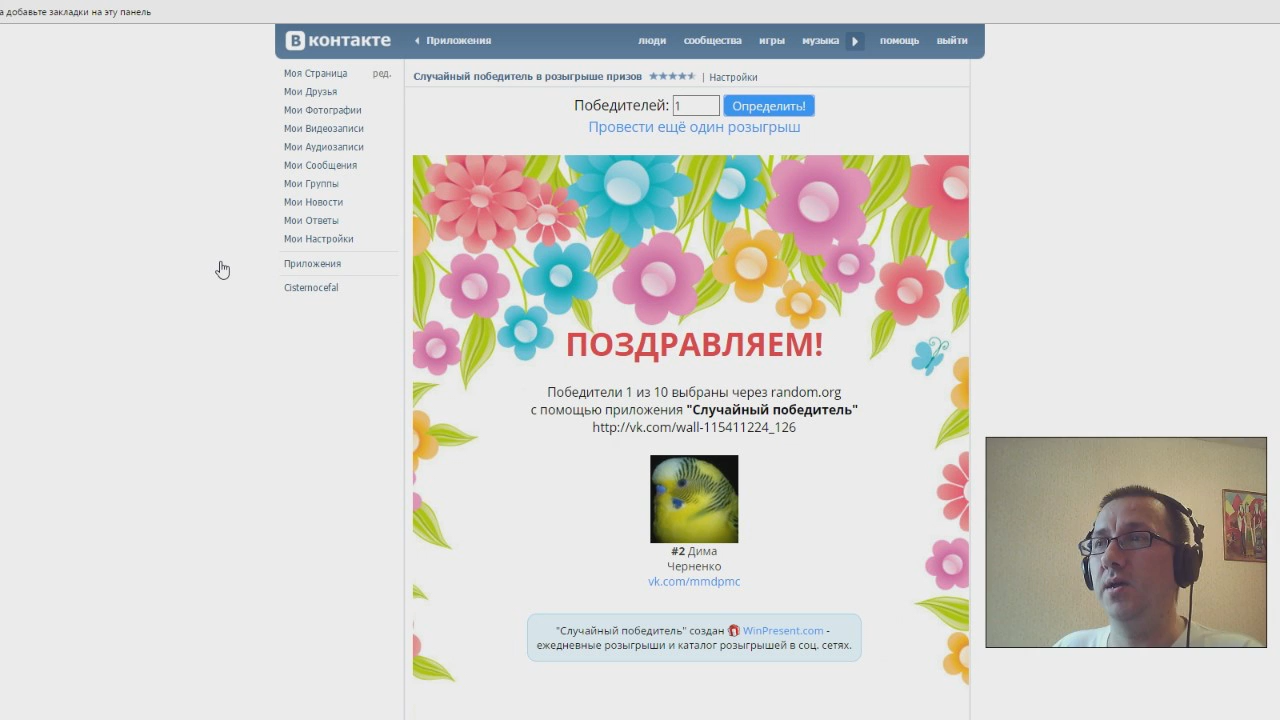 а добавьте закладки на эту панель
В контакте
Приложения
люди
сообщества
игры
музыка
помощь
выйти
Моя Страница
ред.
Мои Друзья
Мои Фотографии
Мои Видеозаписи
Мои Аудиозаписи
Мои Сообщения
Мои Группы
Мои Новости
Мои Ответы
Мои Настройки
Приложения
Cisternocefal
Случайный победитель в розыгрыше призов | Настройки
Победителей: 1 Определить!
Провести ещё один розыгрыш
ПОЗДРАВЛЯЕМ!
Победители 1 из 10 выбраны через random.org
с помощью приложения "Случайный победитель"
http://vk.com/wall-115411224_126
#2 Дима
Черненко
vk.com/mmdpmc
"Случайный победитель" создан WinPresent.com -
ежедневные розыгрыши и каталог розыгрышей в соц. сетях.